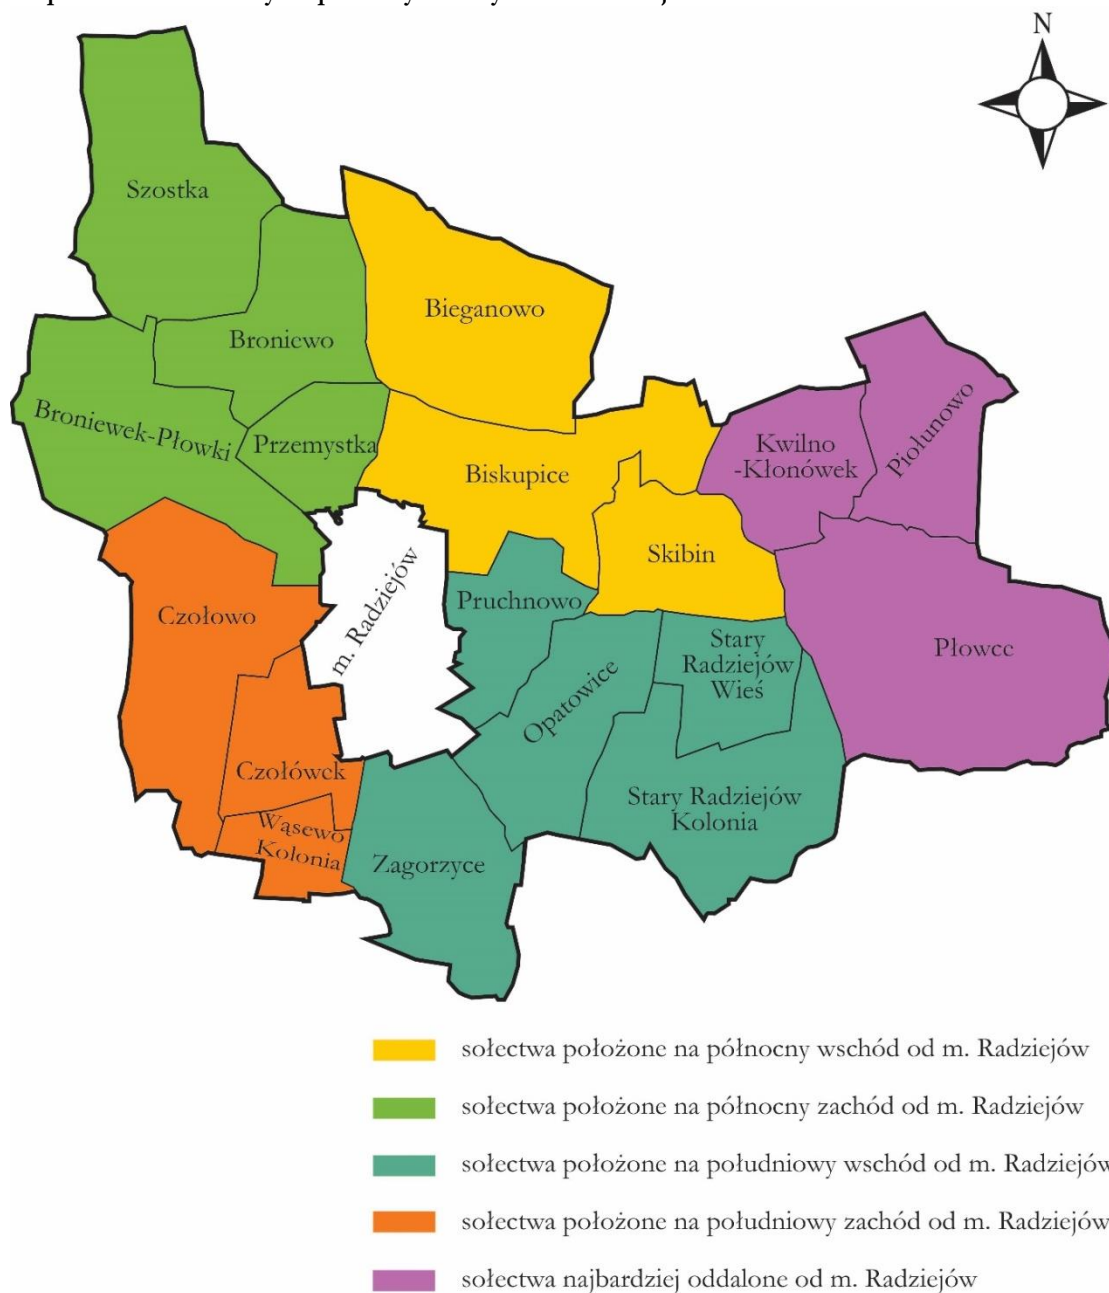 N
Szostka
Bieganowo
Broniewo
Broniewek-Płowki
Przemystka
Kwilno
-Kłonówek
Piołunowo
Biskupice
Skibin
m. Radziejów
Pruchnowo
Czołowo
Stary
Radziejów
Wieś
Płowce
Opatowice
Czołówek
Stary Radziejów
Kolonia
Wąsewo
Kolonia
Zagorzyce
sołectwa położone na północny wschód od m. Radziejów
sołectwa położone na północny zachód od m. Radziejów
sołectwa położone na południowy wschód od m. Radziejów
sołectwa położone na południowy zachód od m. Radziejów
sołectwa najbardziej oddalone od m. Radziejów